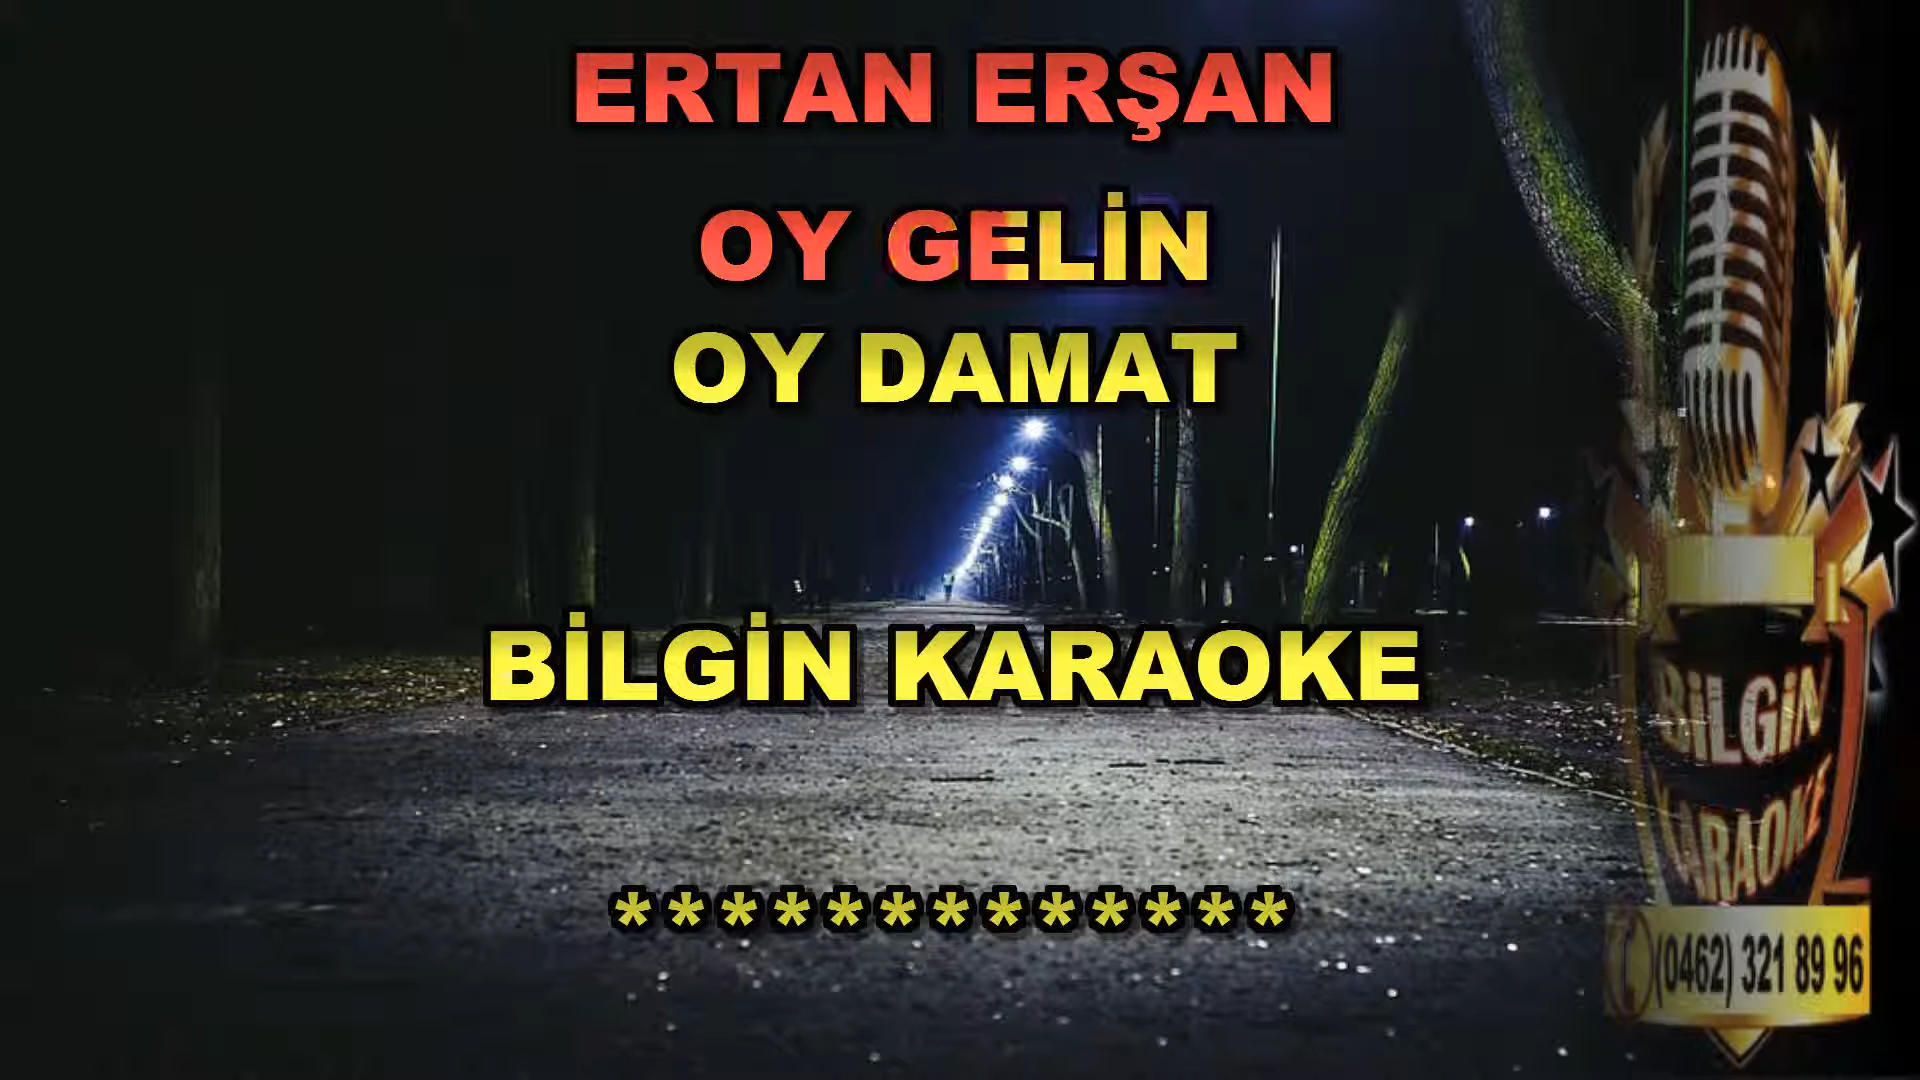 ERTAN ERŞAN
OY GELİN
OY DAMAT
BİLGİN KARAOKE
*************
BİLGİN
KARAOKE
(0462) 321 89 96